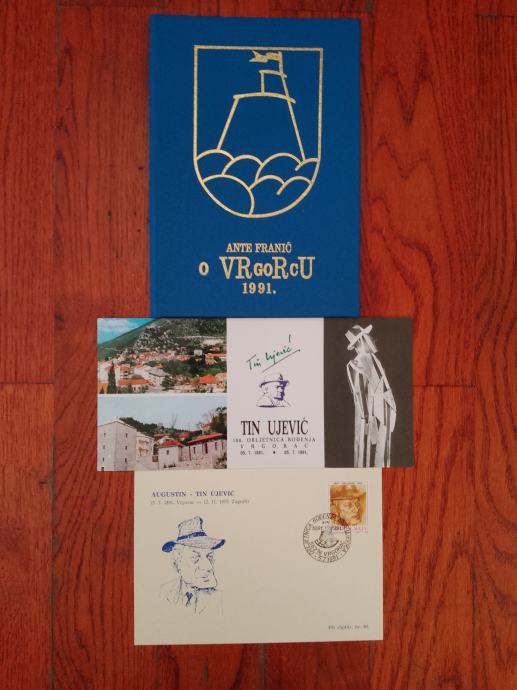 ANTE FRANIĆ
O VRGORCU
1991.
Tin Ujević
TIN UJEVIĆ
100. OBLJETNICA ROĐENJA
VRGORAC
05. 7. 1891. • 05. 7. 1991.
AUGUSTIN - TIN UJEVIĆ
(5. 7. 1891. Vrgorac — 12. 11. 1955. Zagreb)